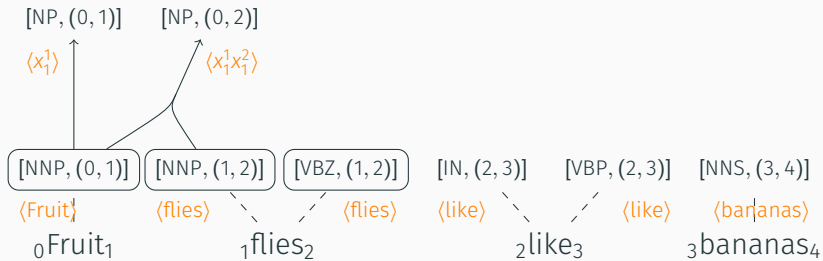 [NP, (0, 1)] [NP, (0, 2)]
⟨x₁¹⟩ ⟨x₁¹x₁²⟩
[NNP, (0, 1)] [NNP, (1, 2)] [VBZ, (1, 2)] [IN, (2, 3)] [VBP, (2, 3)] [NNS, (3, 4)]
⟨Fruit⟩ ⟨flies⟩ ⟨flies⟩ ⟨like⟩ ⟨like⟩ ⟨bananas⟩
₀Fruit₁ ₁flies₂ ₂like₃ ₃bananas₄